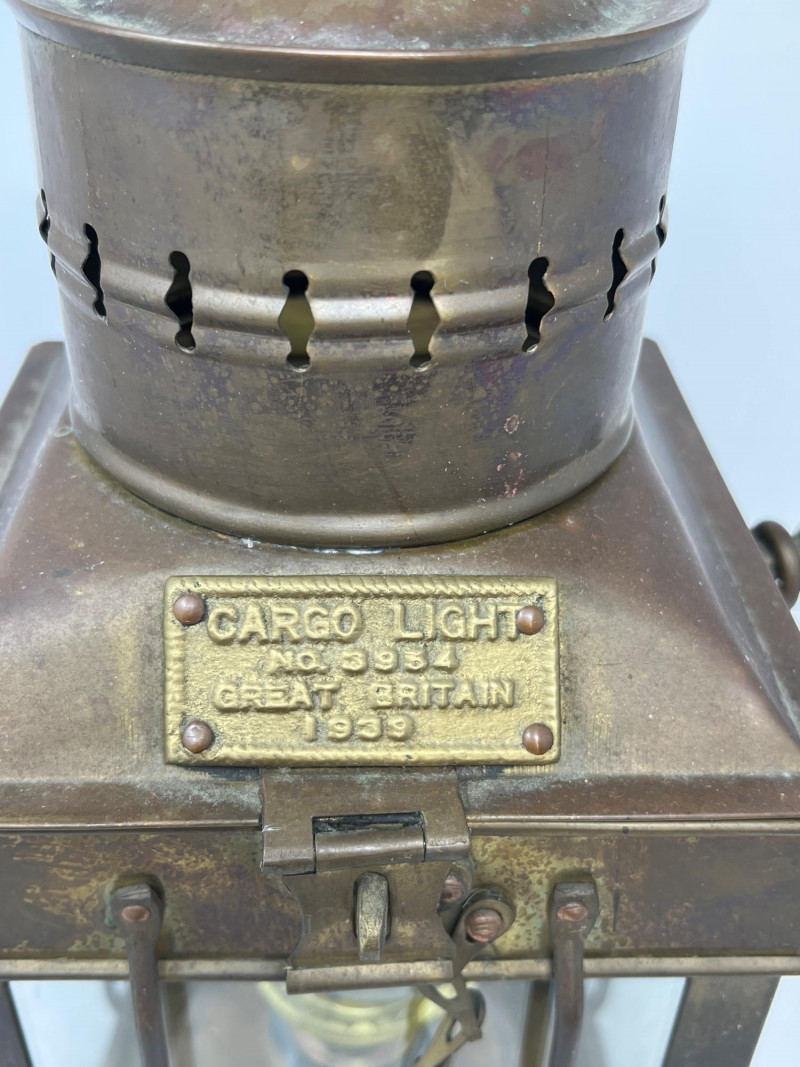 CARGO LIGHT
NO. 3954
GREAT BRITAIN
1939